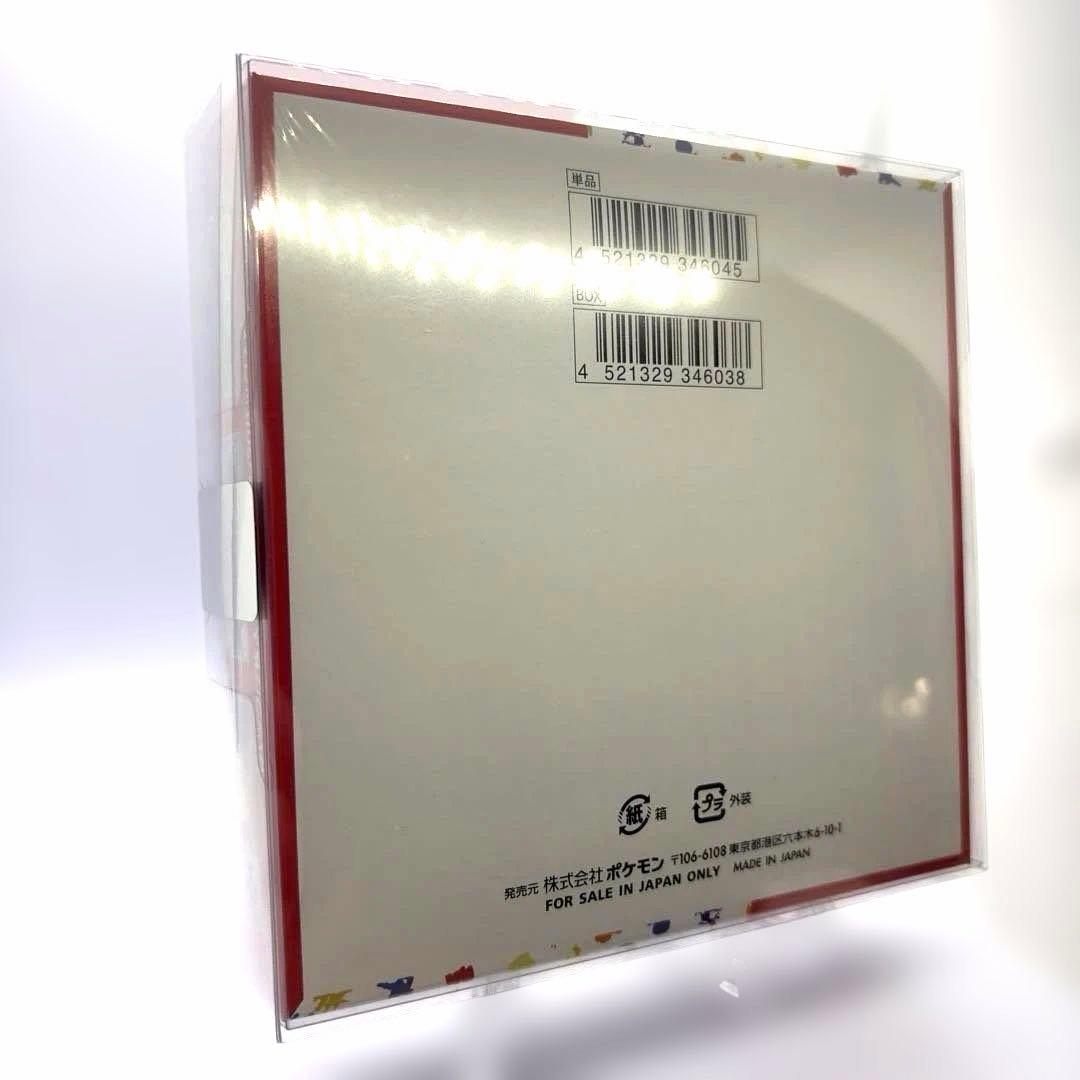 単品
4 521329 346045
BOX
4 521329 346038
紙 箱 プラ 外装
発売元 株式会社 ポケモン 〒106-6108 東京都港区六本木6-10-1
FOR SALE IN JAPAN ONLY MADE IN JAPAN